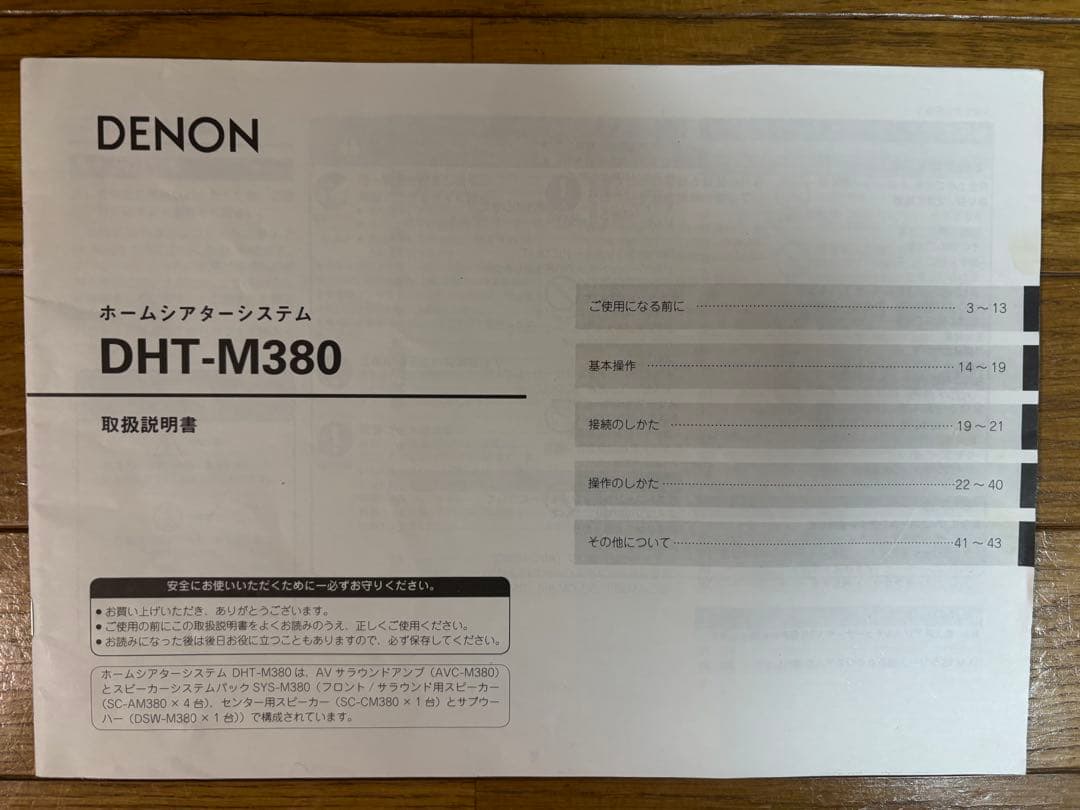 DENON
ホームシアターシステム
DHT-M380
取扱説明書
ご使用になる前に ………………………………… 3～13
基本操作 ………………………………… 14～19
接続のしかた ………………………………… 19～21
操作のしかた ………………………………… 22～40
その他について ………………………………… 41～43
安全にお使いいただくために―必ずお守りください。
● お買い上げいただき、ありがとうございます。
● ご使用の前にこの取扱説明書をよくお読みのうえ、正しくご使用ください。
● お読みになった後は後日お役に立つこともありますので、必ず保存してください。
ホームシアターシステム DHT-M380 は、AV サラウンドアンプ（AVC-M380）
とスピーカーシステムパック SYS-M380（フロント / サラウンド用スピーカー
（SC-AM380 × 4 台）、センター用スピーカー（SC-CM380 × 1 台）とサブウー
ハー（DSW-M380 × 1 台））で構成されています。